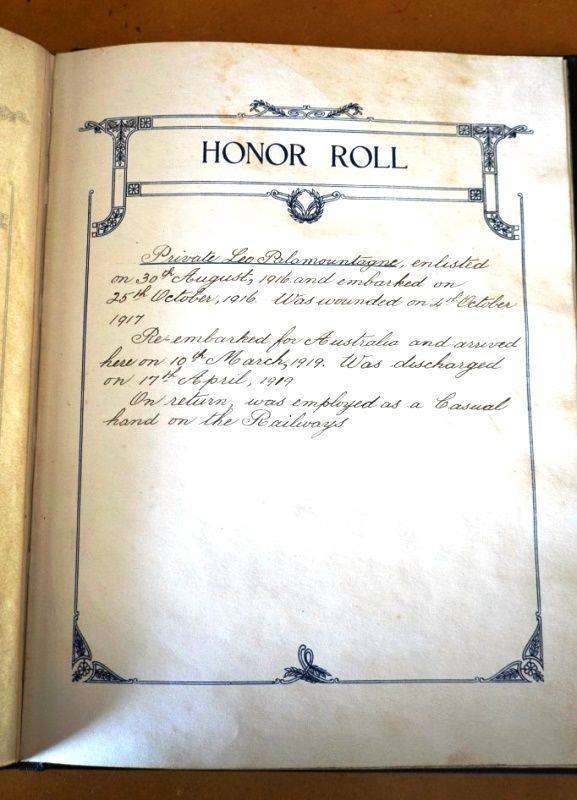 HONOR ROLL
Private Leo Palamountagne, enlisted
on 30th August, 1916 and embarked on
25th October, 1916. Was wounded on 4th October
1917
Re-embarked for Australia and arrived
here on 10th March, 1919. Was discharged
on 17th April, 1919
On return, was employed as a Casual
hand on the Railways